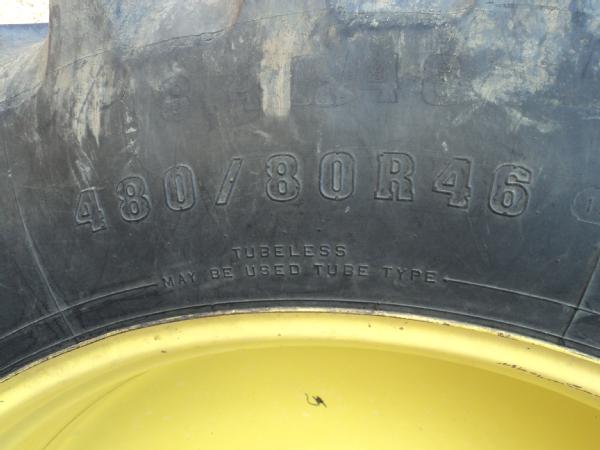 480/80R46
TUBELESS
MAY BE USED TUBE TYPE